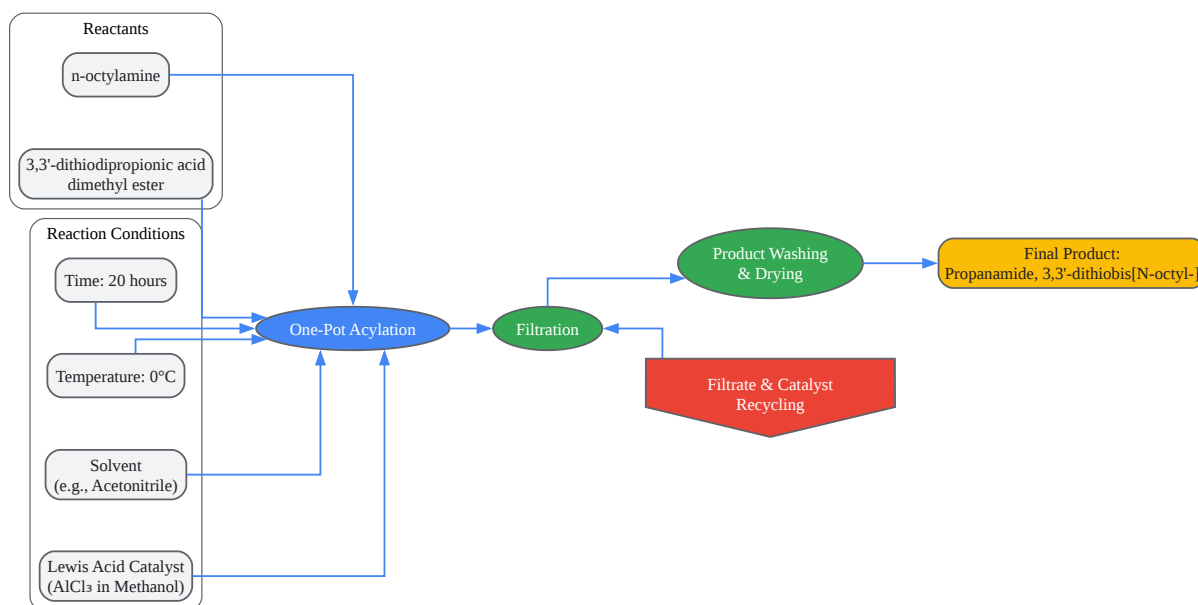 Reactants
n-octylamine
3,3'-dithiodipropionic acid
dimethyl ester
Reaction Conditions
Time: 20 hours
Temperature: 0°C
Solvent
(e.g., Acetonitrile)
Lewis Acid Catalyst
(AlCl₃ in Methanol)
One-Pot Acylation
Filtration
Product Washing
& Drying
Filtrate & Catalyst
Recycling
Final Product:
Propanamide, 3,3'-dithiobis[N-octyl-]